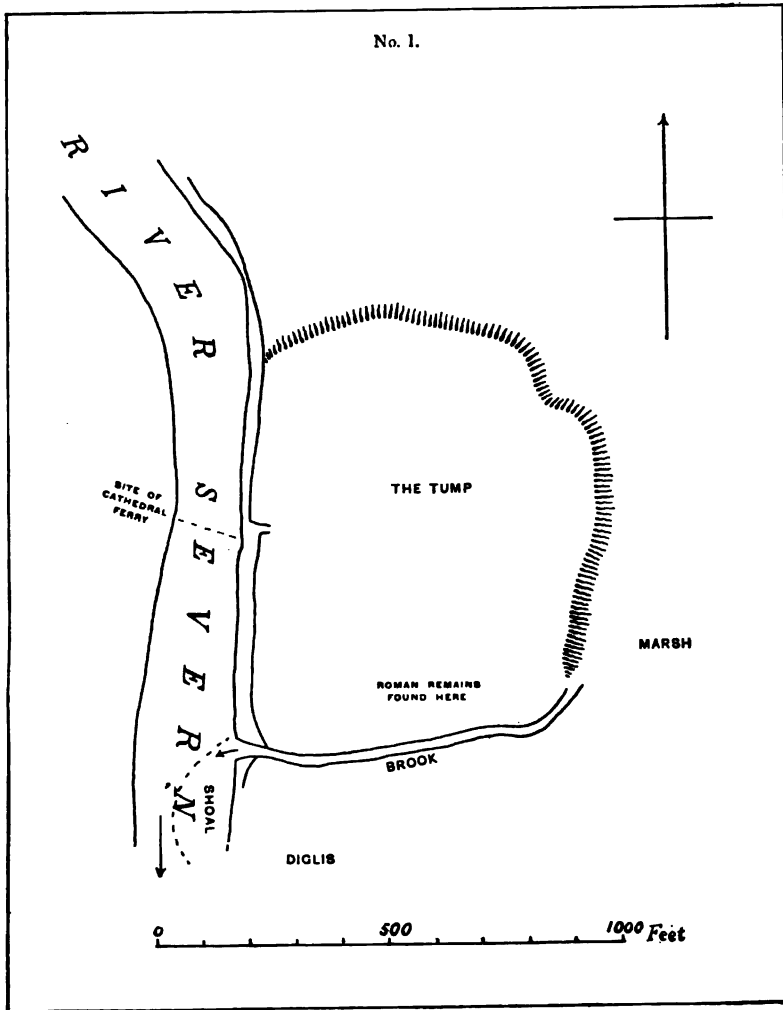 No. 1.
RIVER SEVERN
SITE OF
CATHEDRAL
FERRY
THE TUMP
MARSH
ROMAN REMAINS
FOUND HERE
BROOK
SHOAL
DIGLIS
0 500 1000 Feet